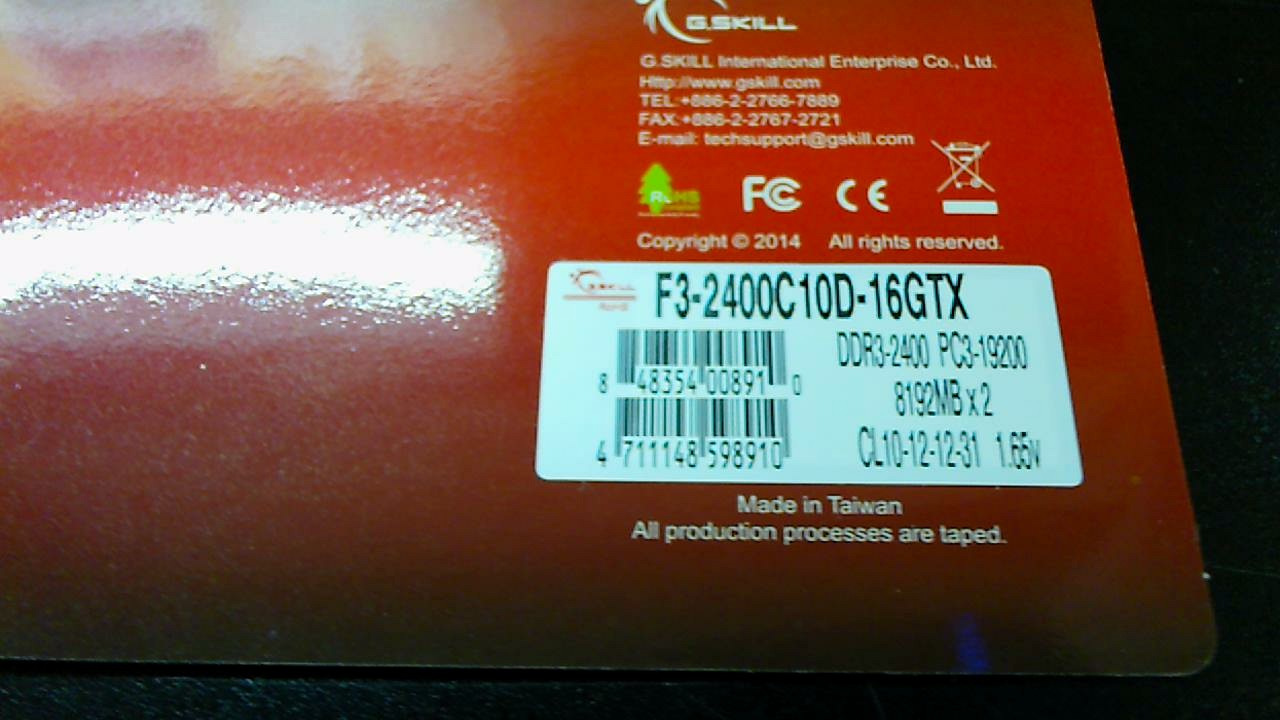 G.SKILL
G.SKILL International Enterprise Co., Ltd.
Http://www.gskill.com
TEL:+886-2-2766-7889
FAX:+886-2-2767-2721
E-mail: techsupport@gskill.com
RoHS
FC CE
Copyright © 2014 All rights reserved.
G.SKILL F3-2400C10D-16GTX
RoHS
DDR3-2400 PC3-19200
8 48354 00891 0
8192MB x 2
4 711148 598910
CL10-12-12-31 1.65v
Made in Taiwan
All production processes are taped.